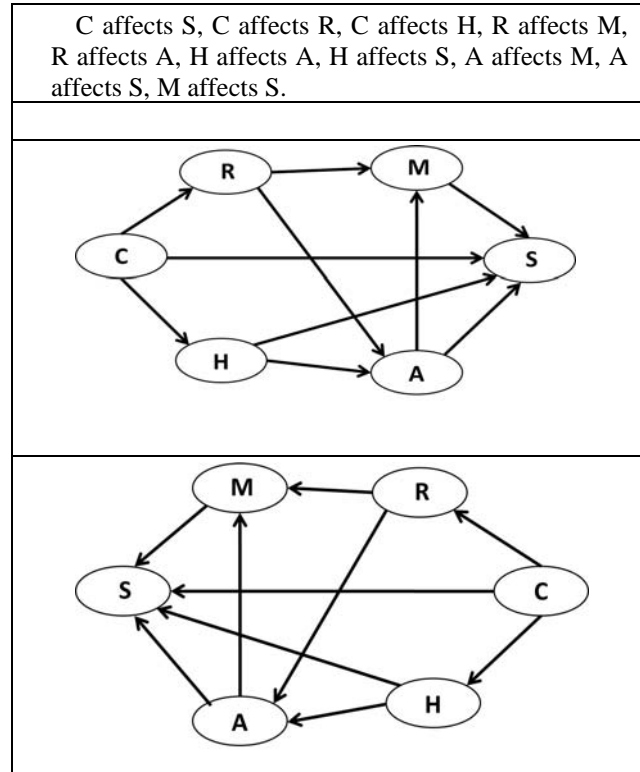 C affects S, C affects R, C affects H, R affects M,
R affects A, H affects A, H affects S, A affects M, A
affects S, M affects S.
R
M
C
S
H
A
M
R
S
C
A
H